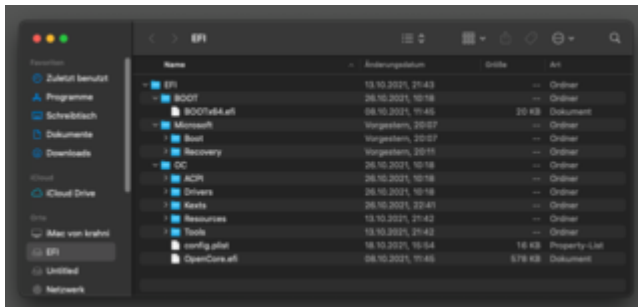 EFI
Favoriten
Zuletzt benutzt
Programme
Schreibtisch
Dokumente
Downloads
iCloud
iCloud Drive
Orte
iMac von krahni
EFI
Untitled
Netzwerk
Name Änderungsdatum Größe Art
EFI 13.10.2021, 21:43 -- Ordner
BOOT 26.10.2021, 10:18 -- Ordner
BOOTx64.efi 08.10.2021, 11:45 20 KB Dokument
Microsoft Vorgestern, 20:07 -- Ordner
Boot Vorgestern, 20:07 -- Ordner
Recovery Vorgestern, 20:11 -- Ordner
OC 26.10.2021, 10:18 -- Ordner
ACPI 26.10.2021, 10:18 -- Ordner
Drivers 26.10.2021, 10:18 -- Ordner
Kexts 26.10.2021, 22:41 -- Ordner
Resources 13.10.2021, 21:42 -- Ordner
Tools 13.10.2021, 21:42 -- Ordner
config.plist 18.10.2021, 15:54 16 KB Property-List
OpenCore.efi 08.10.2021, 11:45 578 KB Dokument